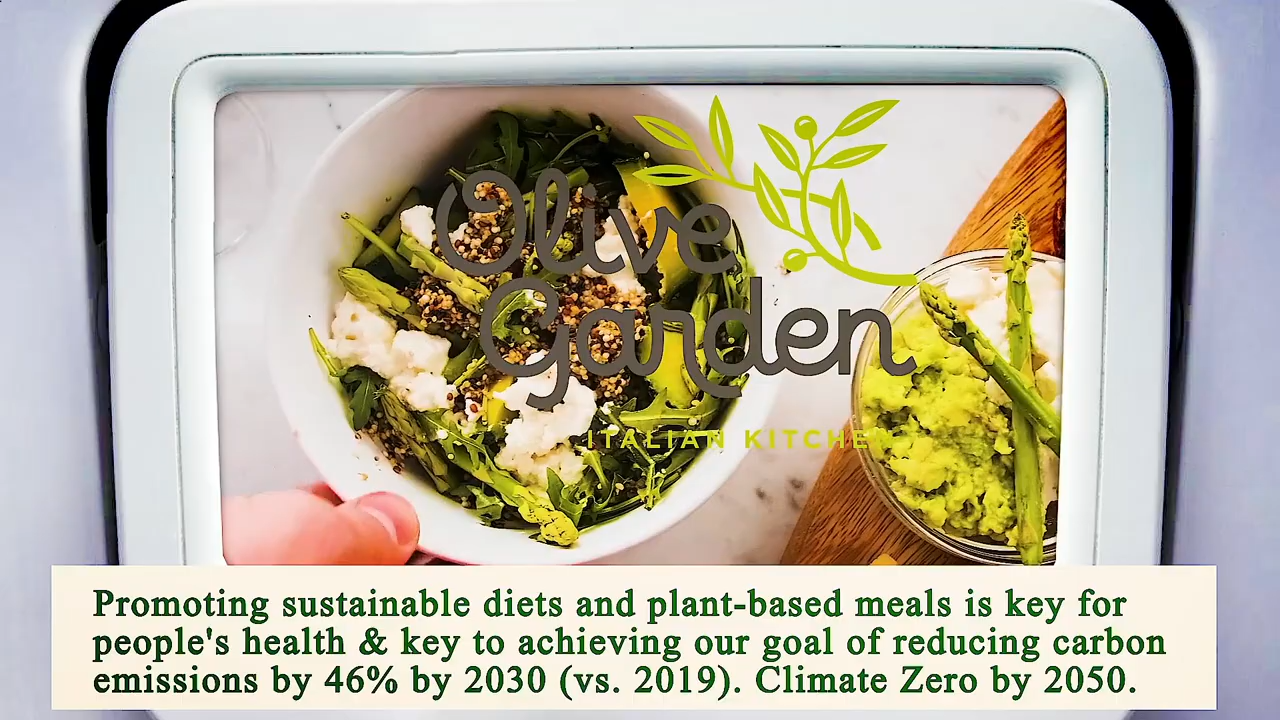 Olive
Garden
ITALIAN KITCHEN
Promoting sustainable diets and plant-based meals is key for
people's health & key to achieving our goal of reducing carbon
emissions by 46% by 2030 (vs. 2019). Climate Zero by 2050.